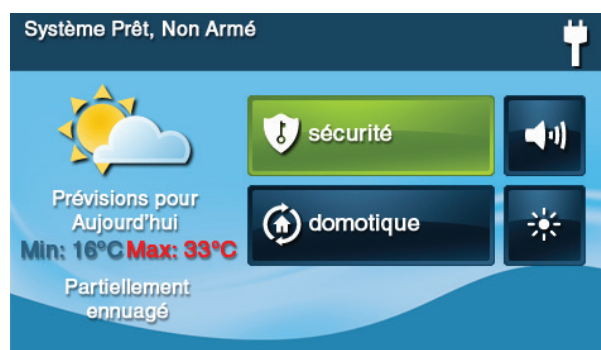 Système Prêt, Non Armé
sécurité
domotique
Prévisions pour
Aujourd'hui
Min: 16°C Max: 33°C
Partiellement
ennuagé